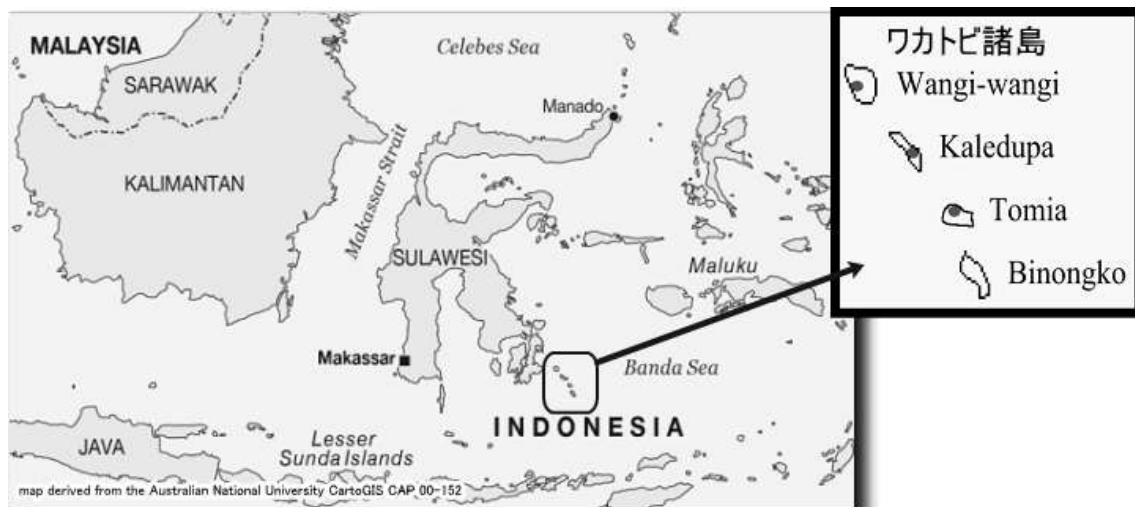 MALAYSIA
Celebes Sea
SARAWAK
Manado
KALIMANTAN
Makassar Strait
SULAWESI
Maluku
Makassar
Banda Sea
INDONESIA
JAVA
Lesser
Sunda Islands
map derived from the Australian National University CartoGIS CAP 00-152
ワカトビ諸島
Wangi-wangi
Kaledupa
Tomia
Binongko